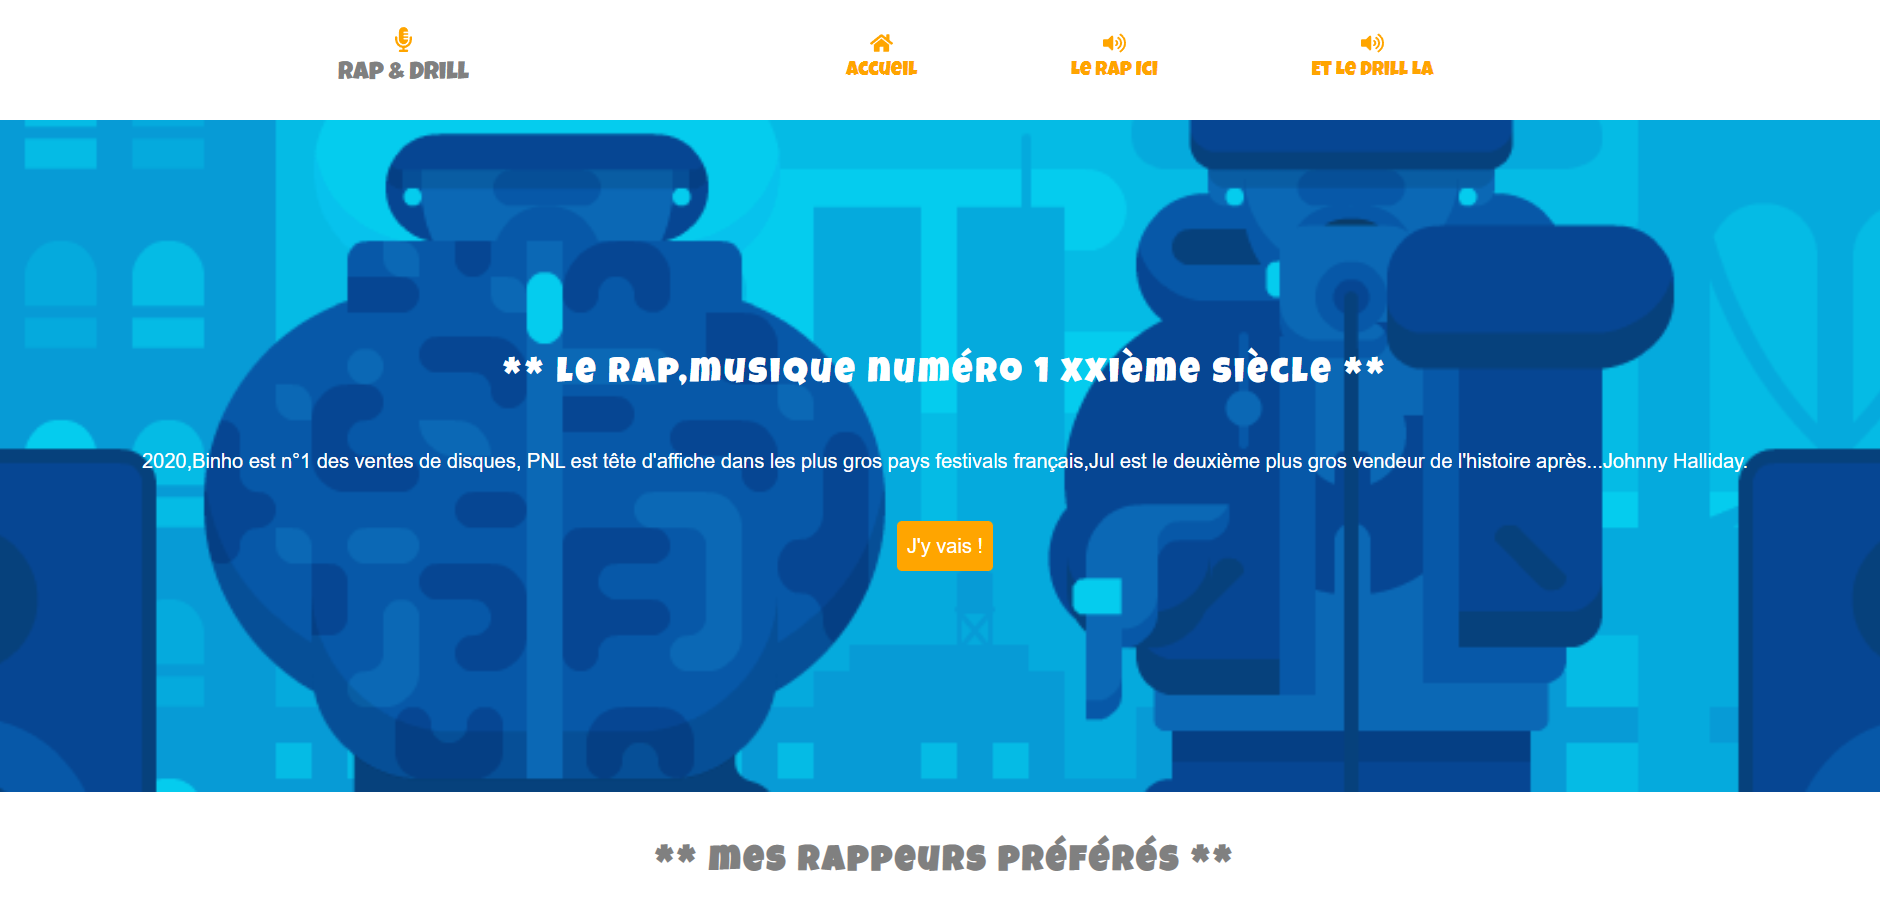 RAP & DRILL
ACCUEIL
LE RAP ICI
ET LE DRILL LA
** LE RAP,MUSIQUE NUMÉRO 1 XXIÈME SIÈCLE **
2020,Binho est n°1 des ventes de disques, PNL est tête d'affiche dans les plus gros pays festivals français,Jul est le deuxième plus gros vendeur de l'histoire après...Johnny Halliday.
J'y vais !
** MES RAPPEURS PRÉFÉRÉS **